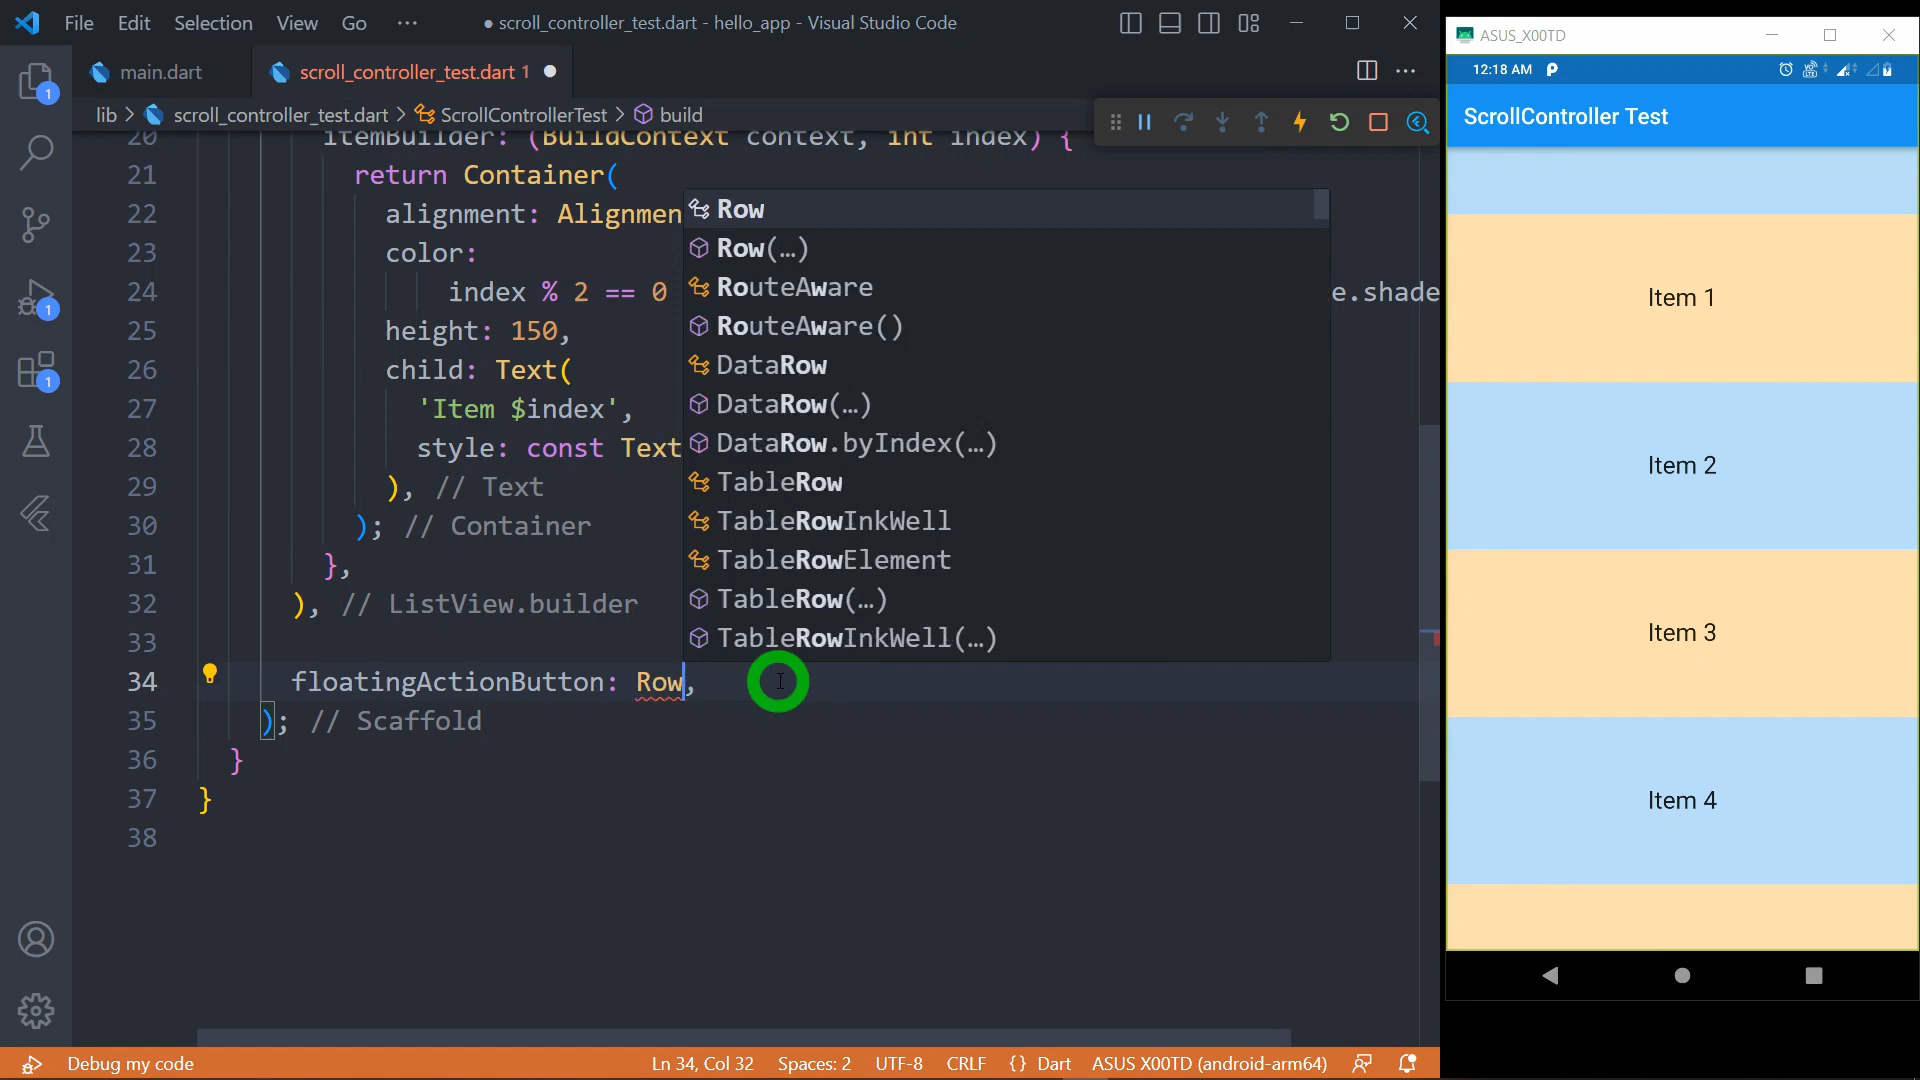 File Edit Selection View Go ···
● scroll_controller_test.dart - hello_app - Visual Studio Code
main.dart
scroll_controller_test.dart 1
lib > scroll_controller_test.dart > ScrollControllerTest > build
20 itemBuilder: (BuildContext context, int index) {
21 return Container(
22 alignment: Alignmen
23 color:
24 index % 2 == 0 e.shade
25 height: 150,
26 child: Text(
27 'Item $index',
28 style: const Text
29 ), // Text
30 ); // Container
31 },
32 ), // ListView.builder
33
34 floatingActionButton: Row,
35 ); // Scaffold
36 }
37 }
38
Row
Row(…)
RouteAware
RouteAware()
DataRow
DataRow(…)
DataRow.byIndex(…)
TableRow
TableRowInkWell
TableRowElement
TableRow(…)
TableRowInkWell(…)
1
1
1
Debug my code
Ln 34, Col 32 Spaces: 2 UTF-8 CRLF {} Dart ASUS X00TD (android-arm64)
ASUS_X00TD
12:18 AM
ScrollController Test
Item 1
Item 2
Item 3
Item 4